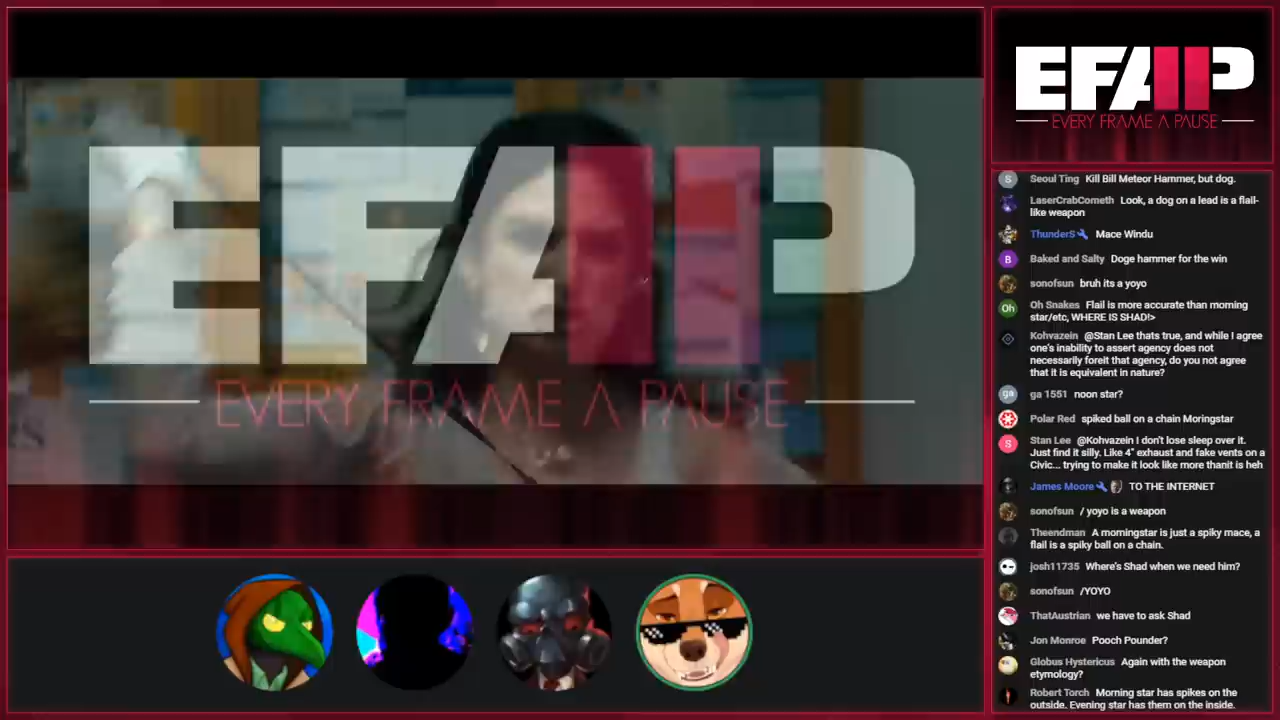 EFAP
EVERY FRAME A PAUSE
EFAP
EVERY FRAME A PAUSE
S Seoul Ting Kill Bill Meteor Hammer, but dog.
LaserCrabCometh Look, a dog on a lead is a flail-
like weapon
ThunderS Mace Windu
B Baked and Salty Doge hammer for the win
sonofsun bruh its a yoyo
Oh Oh Snakes Flail is more accurate than morning
star/etc, WHERE IS SHAD!>
Kohvazein @Stan Lee thats true, and while I agree
one's inability to assert agency does not
necessarily foreit that agency, do you not agree
that it is equivalent in nature?
ga ga 1551 noon star?
Polar Red spiked ball on a chain Moringstar
S Stan Lee @Kohvazein I don't lose sleep over it.
Just find it silly. Like 4" exhaust and fake vents on a
Civic... trying to make it look like more thanit is heh
James Moore TO THE INTERNET
sonofsun / yoyo is a weapon
Theendman A morningstar is just a spiky mace, a
flail is a spiky ball on a chain.
josh11735 Where's Shad when we need him?
sonofsun /YOYO
ThatAustrian we have to ask Shad
Jon Monroe Pooch Pounder?
Globus Hystericus Again with the weapon
etymology?
Robert Torch Morning star has spikes on the
outside. Evening star has them on the inside.